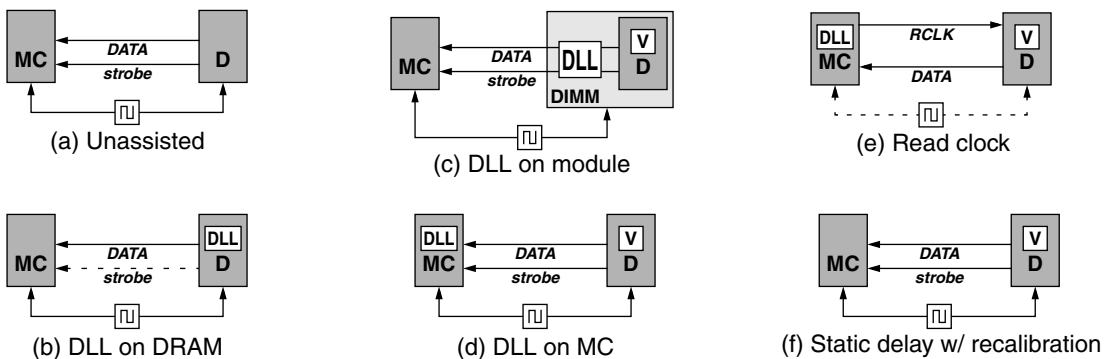 MC
DATA
strobe
D
(a) Unassisted
MC
DATA
strobe
DLL
V
D
DIMM
(c) DLL on module
DLL
MC
RCLK
DATA
V
D
(e) Read clock
MC
DATA
strobe
DLL
D
(b) DLL on DRAM
DLL
MC
DATA
strobe
V
D
(d) DLL on MC
MC
DATA
strobe
V
D
(f) Static delay w/ recalibration